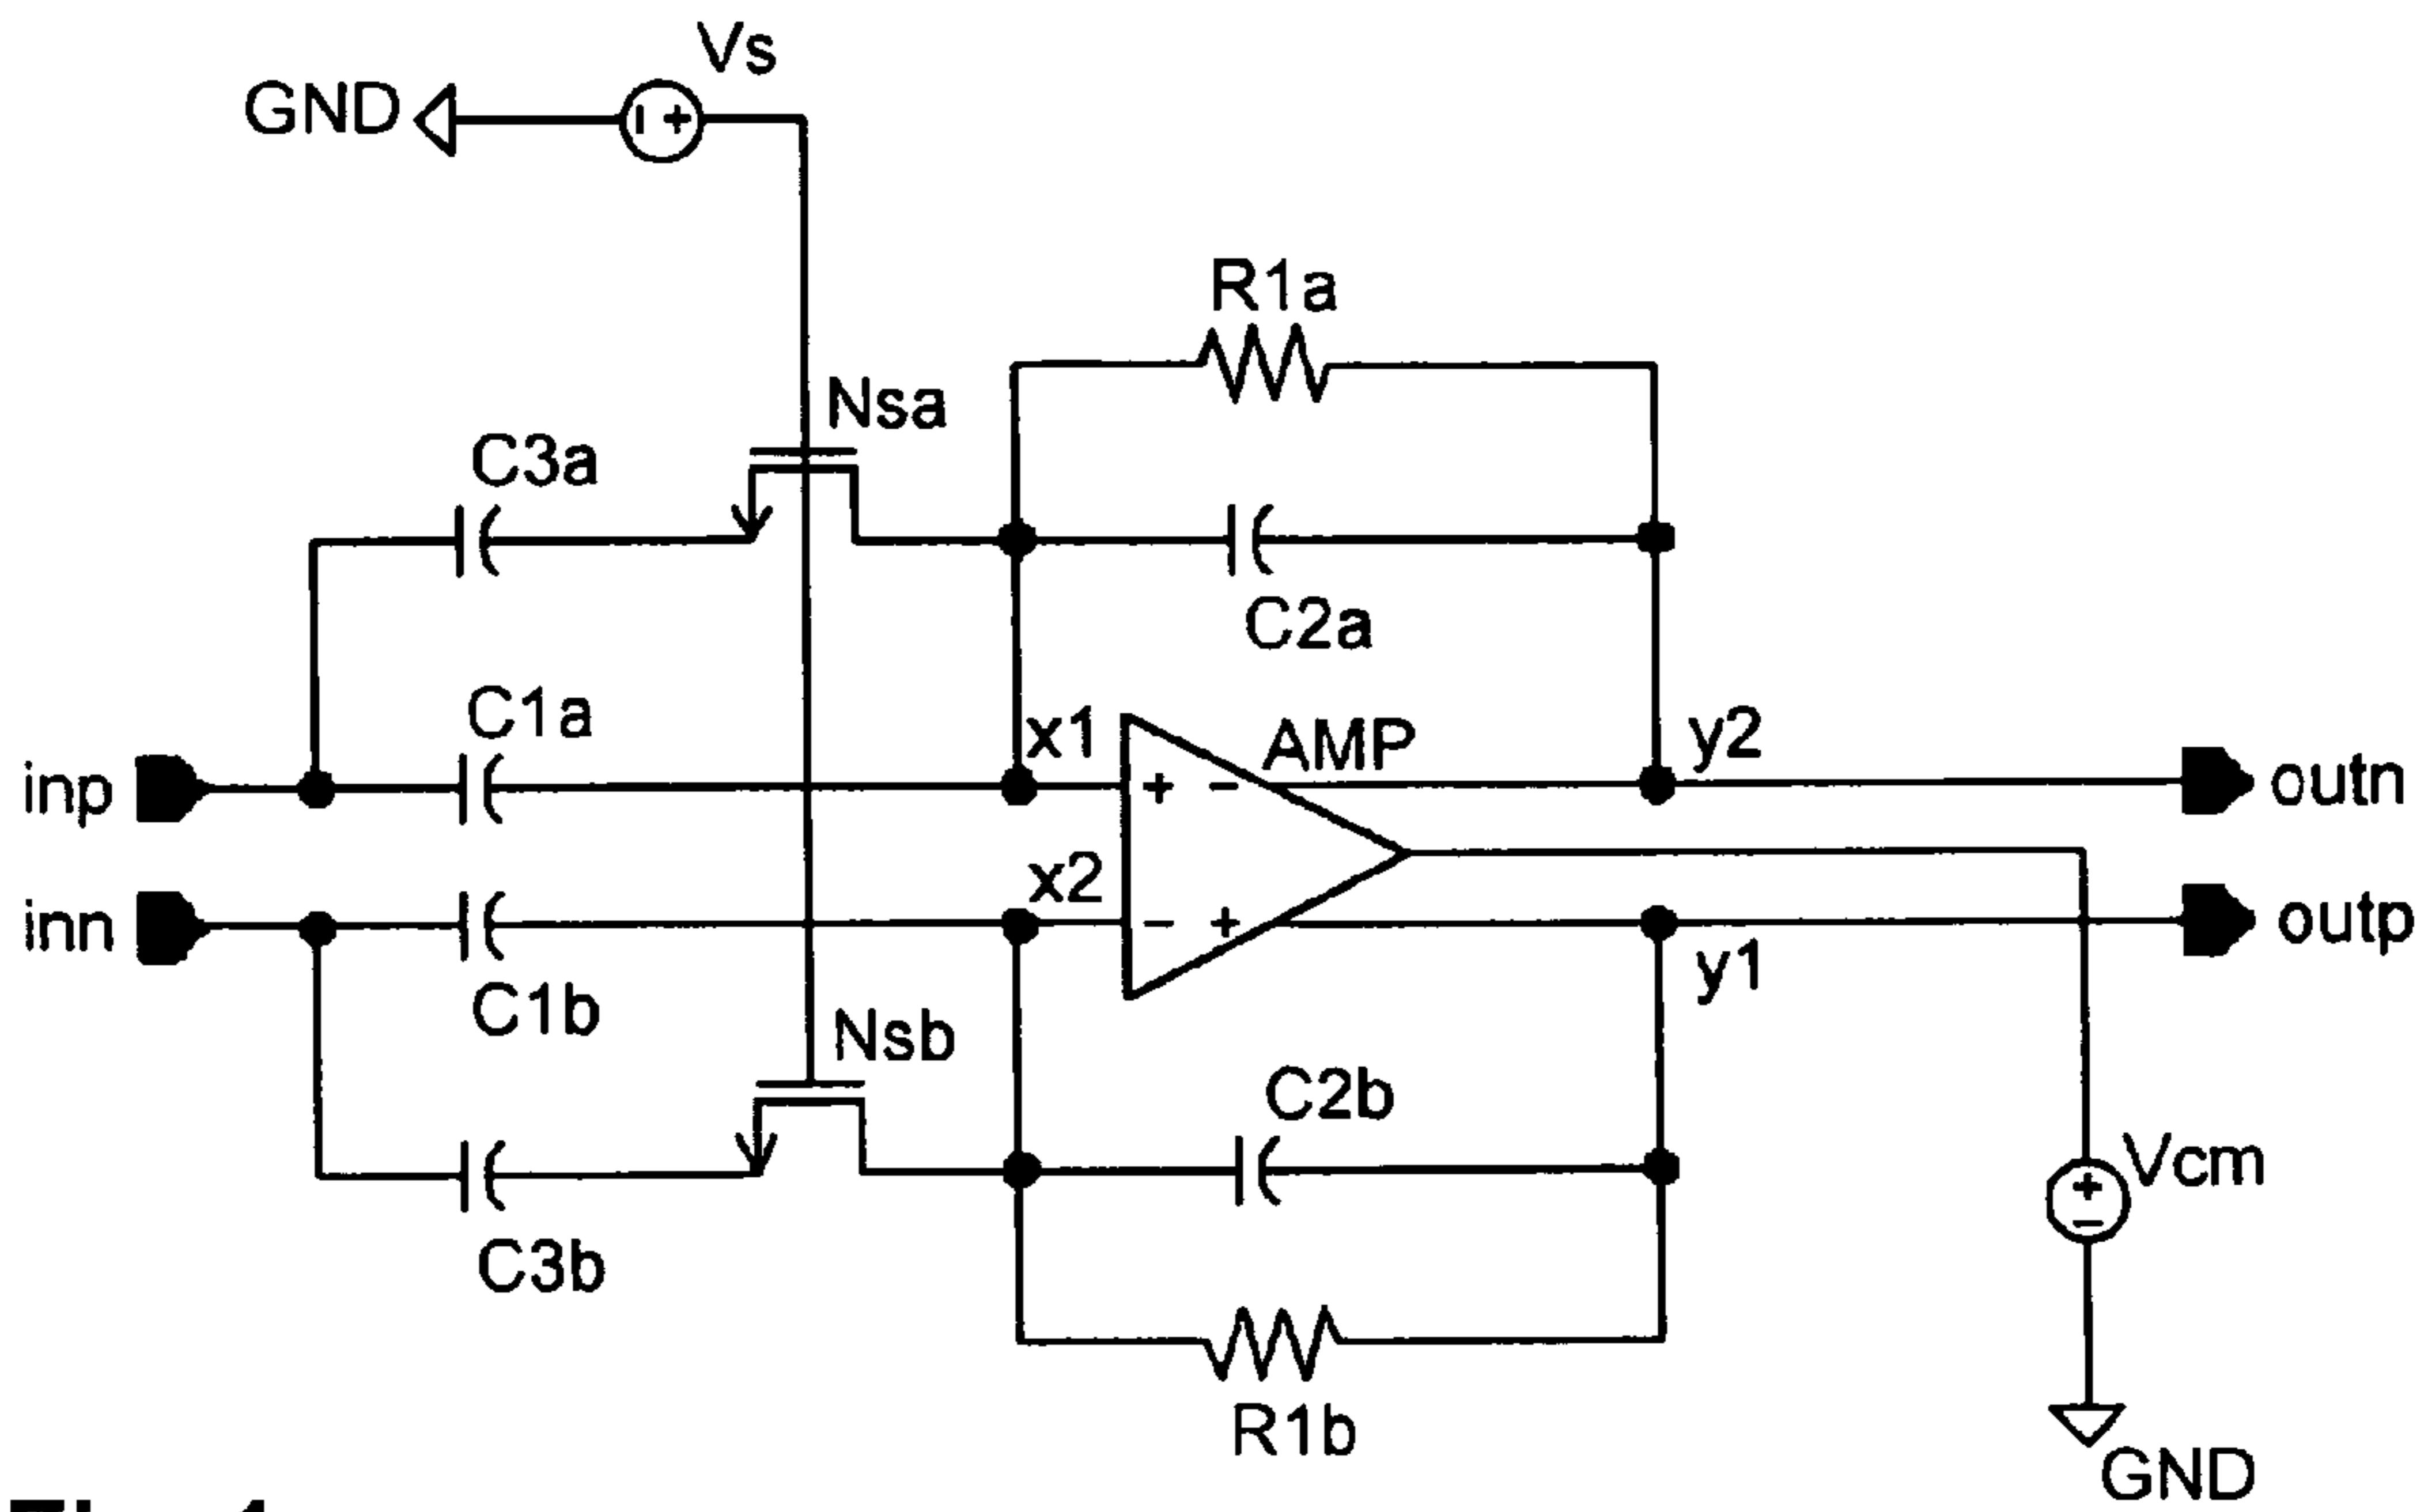 Vs
GND
R1a
Nsa
C3a
C2a
C1a
x1
AMP
y2
inp
+ −
outn
x2
inn
− +
outp
y1
C1b
Nsb
C2b
Vcm
C3b
R1b
GND